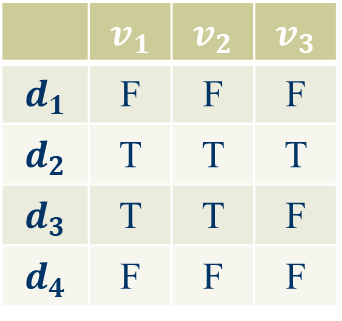 v₁ v₂ v₃
d₁ F F F
d₂ T T T
d₃ T T F
d₄ F F F